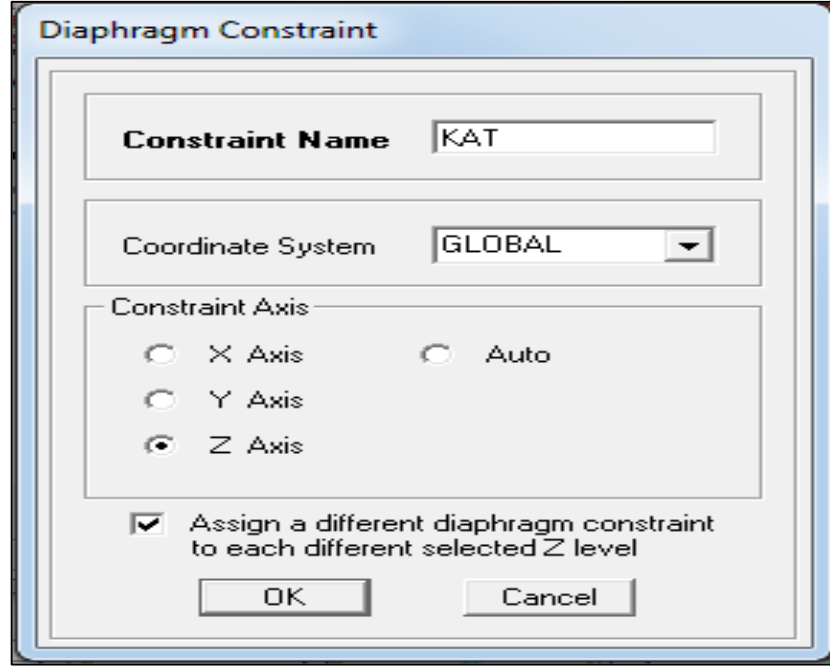 Diaphragm Constraint
Constraint Name KAT
Coordinate System GLOBAL
Constraint Axis
X Axis Auto
Y Axis
Z Axis
Assign a different diaphragm constraint
to each different selected Z level
OK Cancel